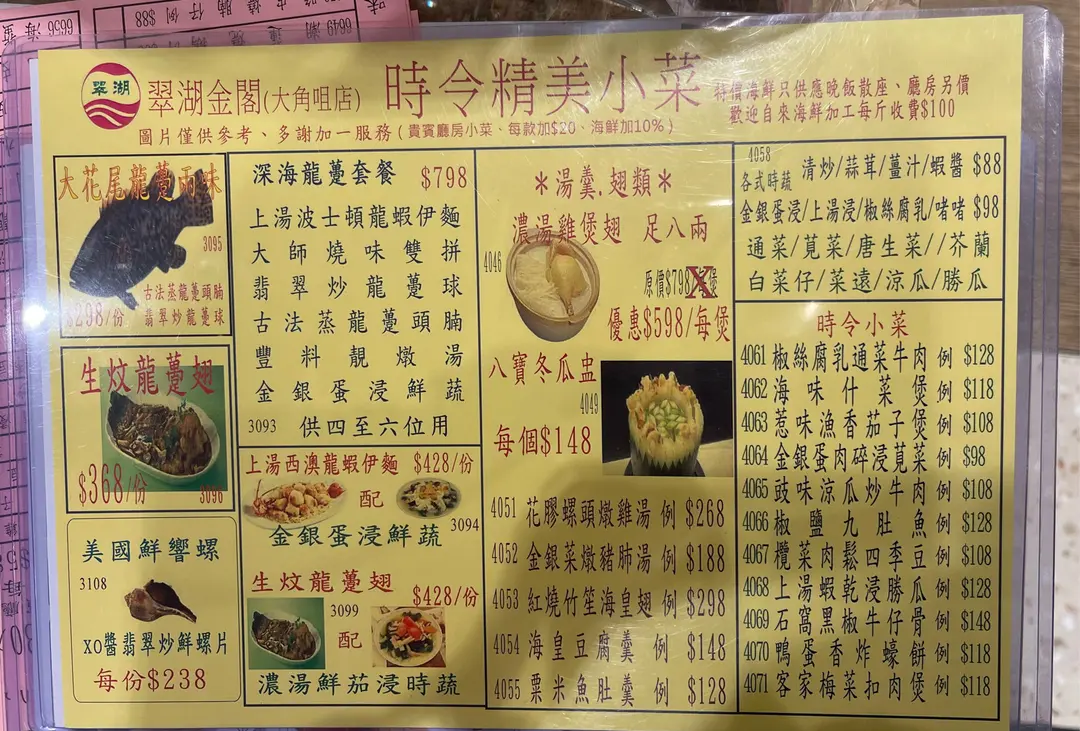 翠湖
翠湖金閣(大角咀店)
時令精美小菜
特價海鮮只供應晚飯散座、廳房另價
歡迎自來海鮮加工每斤收費$100
圖片僅供參考、多謝加一服務(貴賓廳房小菜、每款加$20、海鮮加10%)
大花尾龍躉兩味
3095
古法蒸龍躉頭腩
翡翠炒龍躉球
$298/份
生炆龍躉翅
$368/份
3096
美國鮮響螺
3108
XO醬翡翠炒鮮螺片
每份$238
深海龍躉套餐 $798
上湯波士頓龍蝦伊麵
大師燒味雙拼
翡翠炒龍躉球
古法蒸龍躉頭腩
豐料靚燉湯
金銀蛋浸鮮蔬
3093 供四至六位用
上湯西澳龍蝦伊麵 $428/份
配
3094
金銀蛋浸鮮蔬
生炆龍躉翅 $428/份
3099
配
濃湯鮮茄浸時蔬
*湯羹.翅類*
濃湯雞煲翅 足八兩
4046
原價$798/每煲
優惠$598/每煲
八寶冬瓜盅
4049
每個$148
4051 花膠螺頭燉雞湯 例 $268
4052 金銀菜燉豬肺湯 例 $188
4053 紅燒竹笙海皇翅 例 $298
4054 海皇豆腐羹 例 $148
4055 粟米魚肚羹 例 $128
4058
各式時蔬
清炒/蒜茸/薑汁/蝦醬 $88
金銀蛋浸/上湯浸/椒絲腐乳/啫啫 $98
通菜/莧菜/唐生菜//芥蘭
白菜仔/菜遠/涼瓜/勝瓜
時令小菜
4061 椒絲腐乳通菜牛肉 例 $128
4062 海味什菜煲 例 $118
4063 惹味漁香茄子煲 例 $108
4064 金銀蛋肉碎浸莧菜 例 $98
4065 豉味涼瓜炒牛肉 例 $108
4066 椒鹽九肚魚 例 $128
4067 欖菜肉鬆四季豆 例 $108
4068 上湯蝦乾浸勝瓜 例 $128
4069 石窩黑椒牛仔骨 例 $148
4070 鴨蛋香炸蠔餅 例 $118
4071 客家梅菜扣肉煲 例 $118